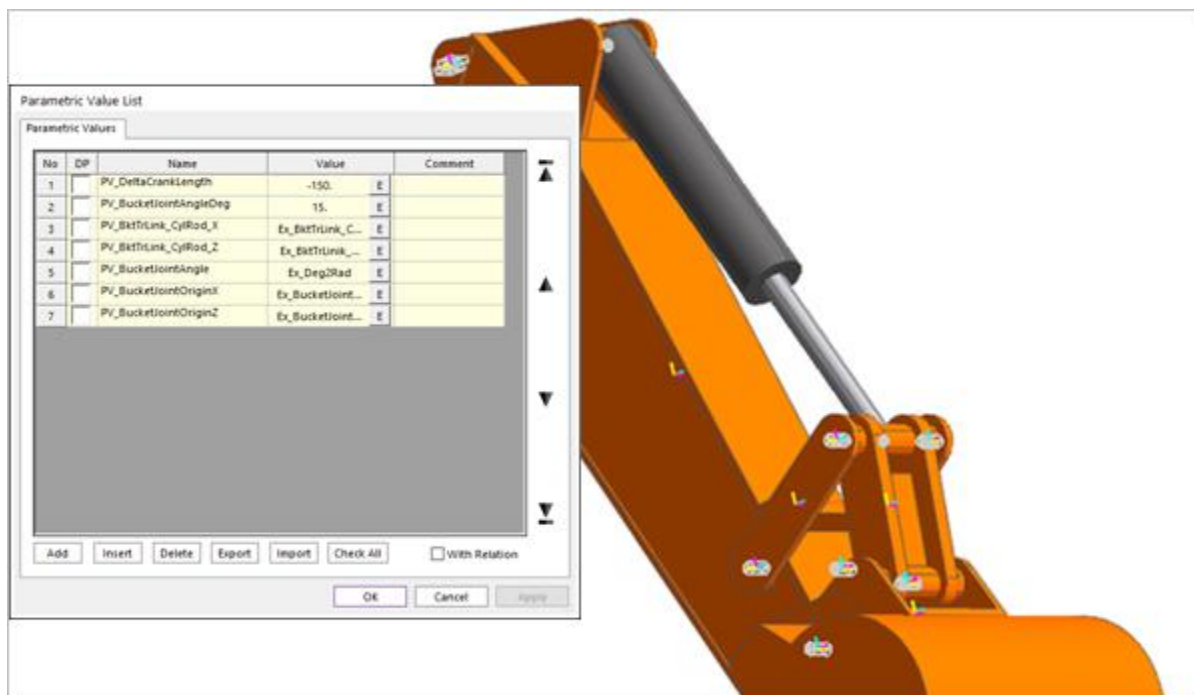 Parametric Value List
Parametric Values
No DP Name Value Comment
1 PV_DeltaCrankLength -150. E
2 PV_BucketJointAngleDeg 15. E
3 PV_BktTrLink_CylRod_X Ex_BktTrLink_C... E
4 PV_BktTrLink_CylRod_Z Ex_BktTrLink_... E
5 PV_BucketJointAngle Ex_Deg2Rad E
6 PV_BucketJointOriginX Ex_BucketJoint... E
7 PV_BucketJointOriginZ Ex_BucketJoint... E
Add Insert Delete Export Import Check All With Relation
OK Cancel Apply